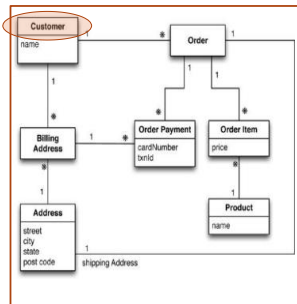 Customer
name
1
*
Order
1
1
1
1
*
*
*
Billing
Address
1
*
Order Payment
cardNumber
txnId
Order Item
price
*
*
1
1
Address
street
city
state
post code
Product
name
1
shipping Address